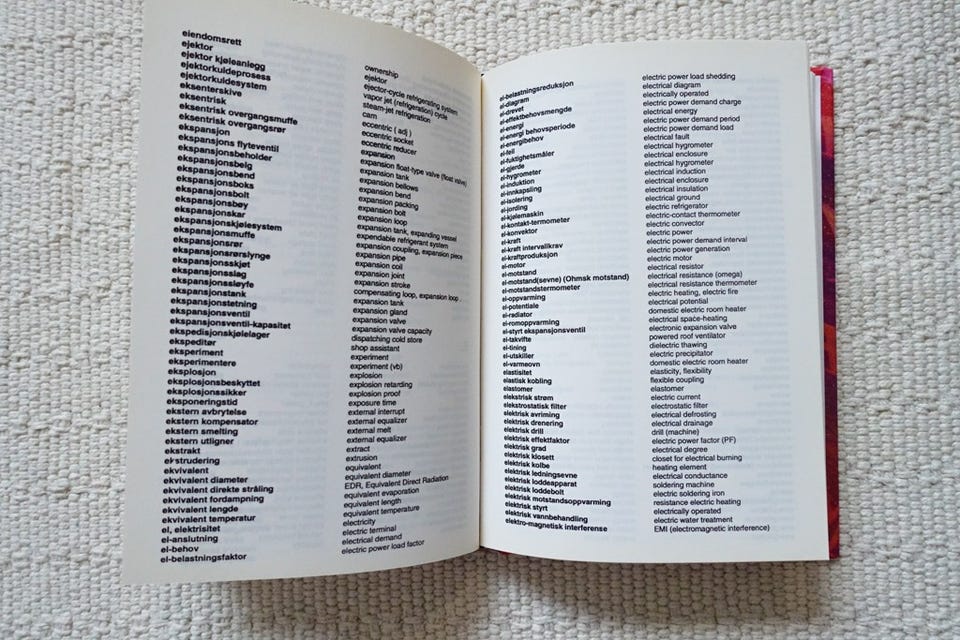 eiendomsrett ownership
ejektor ejektor
ejektor kjøleanlegg ejector-cycle refrigerating system
ejektorkuldeprosess vapor jet (refrigeration) cycle
ejektorkuldesystem steam-jet refrigeration
eksenterskive cam
eksentrisk eccentric ( adj )
eksentrisk overgangsmuffe eccentric socket
eksentrisk overgangsrør eccentric reducer
ekspansjon expansion
ekspansjons flyteventil expansion float-type valve (float valve)
ekspansjonsbeholder expansion tank
ekspansjonsbelg expansion bellows
ekspansjonsbend expansion bend
ekspansjonsboks expansion packing
ekspansjonsbolt expansion bolt
ekspansjonsbøy expansion loop
ekspansjonskar expansion tank, expanding vessel
ekspansjonskjølesystem expendable refrigerant system
ekspansjonsmuffe expansion coupling, expansion piece
ekspansjonsrør expansion pipe
ekspansjonsrørslynge expansion coil
ekspansjonsskjøt expansion joint
ekspansjonsslag expansion stroke
ekspansjonssløyfe compensating loop, expansion loop .
ekspansjonstank expansion tank
ekspansjonstetning expansion gland
ekspansjonsventil expansion valve
ekspansjonsventil-kapasitet expansion valve capacity
ekspedisjonskjølelager dispatching cold store
ekspeditør shop assistant
eksperiment experiment
eksperimentere experiment (vb)
eksplosjon explosion
eksplosjonsbeskyttet explosion retarding
eksplosjonssikker explosion proof
eksponeringstid exposure time
ekstern avbrytelse external interrupt
ekstern kompensator external equalizer
ekstern smelting external melt
ekstern utligner external equalizer
ekstrakt extract
ekstrudering extrusion
ekvivalent equivalent
ekvivalent diameter equivalent diameter
ekvivalent direkte stråling EDR, Equivalent Direct Radiation
ekvivalent fordampning equivalent evaporation
ekvivalent lengde equivalent length
ekvivalent temperatur equivalent temperature
el, elektrisitet electricity
el-anslutning electric terminal
el-behov electrical demand
el-belastningsfaktor electric power load factor
el-belastningsreduksjon electric power load shedding
el-diagram electrical diagram
el-drevet electrically operated
el-effektbehovsmengda electric power demand charge
el-energi electrical energy
el-energi behovsperiode electric power demand period
el-energibehov electric power demand load
el-feil electrical fault
el-fuktighetsmåler electrical hygrometer
el-gjerde electrical enclosure
el-hygrometer electrical hygrometer
el-induktion electrical induction
el-innkapsling electrical enclosure
el-isolering electrical insulation
el-jording electrical ground
el-kjølemaskin electric refrigerator
el-kontakt-termometer electric-contact thermometer
el-konvektor electric convector
el-kraft electric power
el-kraft intervallkrav electric power demand interval
el-kraftproduksjon electric power generation
el-motor electric motor
el-motstand electrical resistor
el-motstand(sevne) (Ohmsk motstand) electrical resistance (omega)
el-motstandstermometer electrical resistance thermometer
el-oppvarming electric heating, electric fire
el-potentiale electrical potential
el-radiator domestic electric room heater
el-romoppvarming electrical space-heating
el-styrt ekspansjonsventil electronic expansion valve
el-takvifte powered roof ventilator
el-tining dielectric thawing
el-utskiller electric precipitator
el-varmeovn domestic electric room heater
elastisitet elasticity, flexibility
elastisk kobling flexible coupling
elastomer elastomer
elekstrisk strøm electric current
elekstrostatisk filter electrostatic filter
elektrisk avriming electrical defrosting
elektrisk drenering electrical drainage
elektrisk drill drill (machine)
elektrisk effektfaktor electric power factor (PF)
elektrisk grad electrical degree
elektrisk klosett closet for electrical burning
elektrisk kolbe heating element
elektrisk ledningsevne electrical conductance
elektrisk loddeapparat soldering machine
elektrisk loddebolt electric soldering iron
elektrisk motstandsoppvarming resistance electric heating
elektrisk styrt electrically operated
elektrisk vannbehandling electric water treatment
elektro-magnetisk interferense EMI (electromagnetic interference)